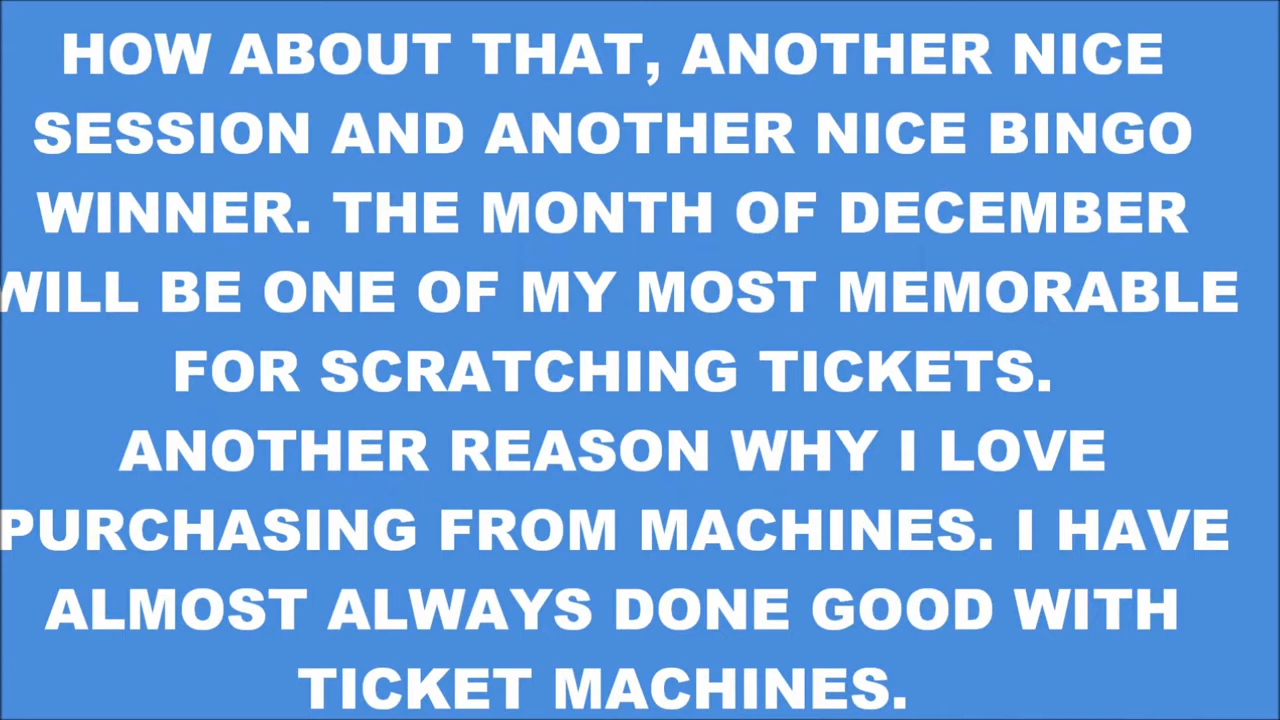 HOW ABOUT THAT, ANOTHER NICE
SESSION AND ANOTHER NICE BINGO
WINNER. THE MONTH OF DECEMBER
WILL BE ONE OF MY MOST MEMORABLE
FOR SCRATCHING TICKETS.
ANOTHER REASON WHY I LOVE
PURCHASING FROM MACHINES. I HAVE
ALMOST ALWAYS DONE GOOD WITH
TICKET MACHINES.